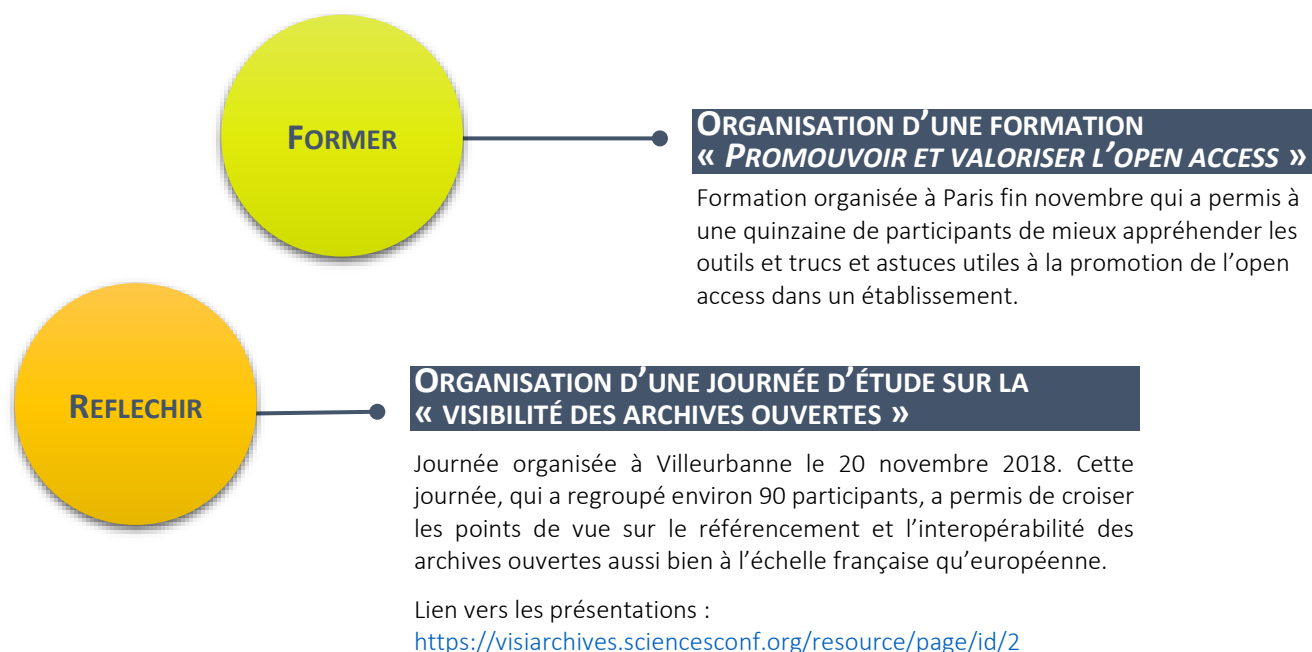 FORMER
ORGANISATION D’UNE FORMATION
« PROMOUVOIR ET VALORISER L’OPEN ACCESS »
Formation organisée à Paris fin novembre qui a permis à
une quinzaine de participants de mieux appréhender les
outils et trucs et astuces utiles à la promotion de l’open
access dans un établissement.
REFLECHIR
ORGANISATION D’UNE JOURNÉE D’ÉTUDE SUR LA
« VISIBILITÉ DES ARCHIVES OUVERTES »
Journée organisée à Villeurbanne le 20 novembre 2018. Cette
journée, qui a regroupé environ 90 participants, a permis de croiser
les points de vue sur le référencement et l’interopérabilité des
archives ouvertes aussi bien à l’échelle française qu’européenne.
Lien vers les présentations :
https://visiarchives.sciencesconf.org/resource/page/id/2